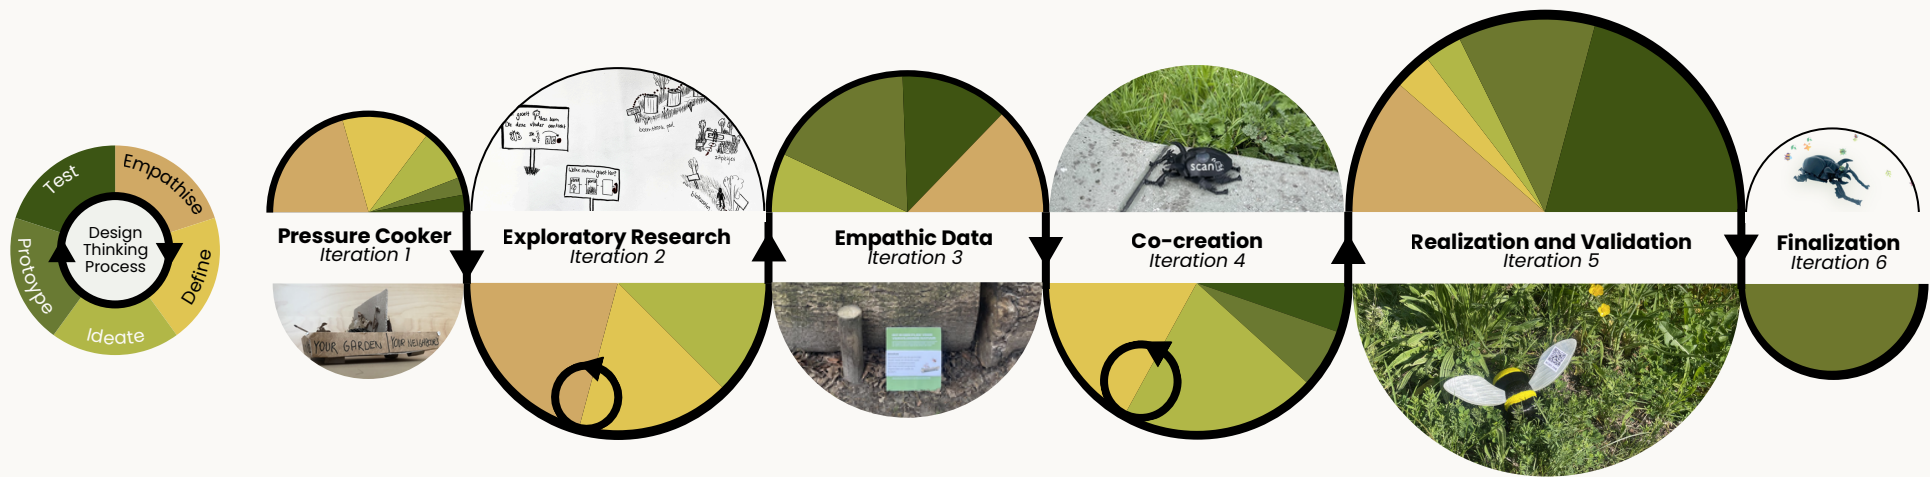 Test
Empathise
Define
Ideate
Protoype
Design
Thinking
Process
Pressure Cooker
Iteration 1
YOUR GARDEN
Exploratory Research
Iteration 2
Empathic Data
Iteration 3
scan
Co-creation
Iteration 4
Realization and Validation
Iteration 5
Finalization
Iteration 6